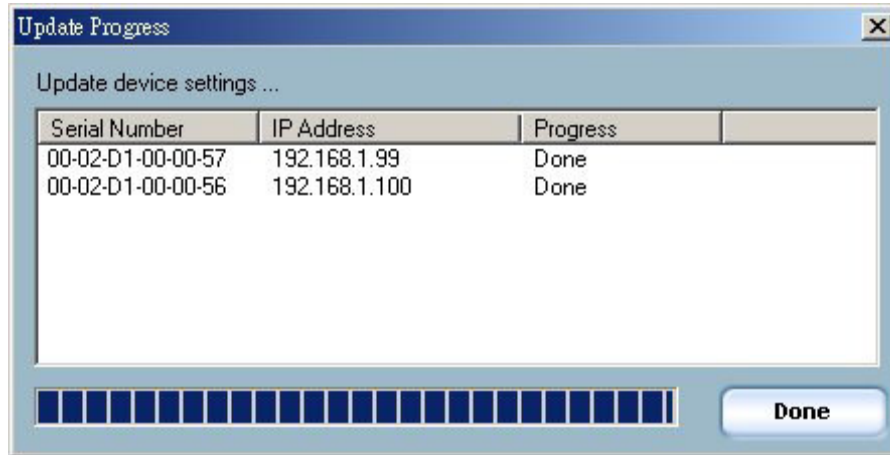 Update Progress
Update device settings ...
Serial Number IP Address Progress
00-02-D1-00-00-57 192.168.1.99 Done
00-02-D1-00-00-56 192.168.1.100 Done
Done